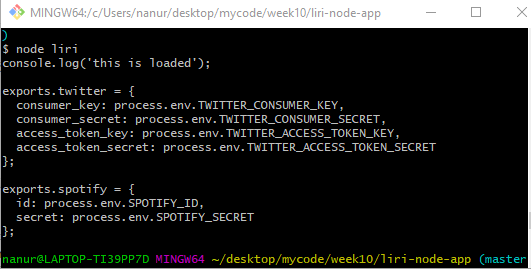 MINGW64:/c/Users/nanur/desktop/mycode/week10/liri-node-app
)
$ node liri
console.log('this is loaded');
exports.twitter = {
  consumer_key: process.env.TWITTER_CONSUMER_KEY,
  consumer_secret: process.env.TWITTER_CONSUMER_SECRET,
  access_token_key: process.env.TWITTER_ACCESS_TOKEN_KEY,
  access_token_secret: process.env.TWITTER_ACCESS_TOKEN_SECRET
};
exports.spotify = {
  id: process.env.SPOTIFY_ID,
  secret: process.env.SPOTIFY_SECRET
};
nanur@LAPTOP-TI39PP7D MINGW64 ~/desktop/mycode/week10/liri-node-app (master